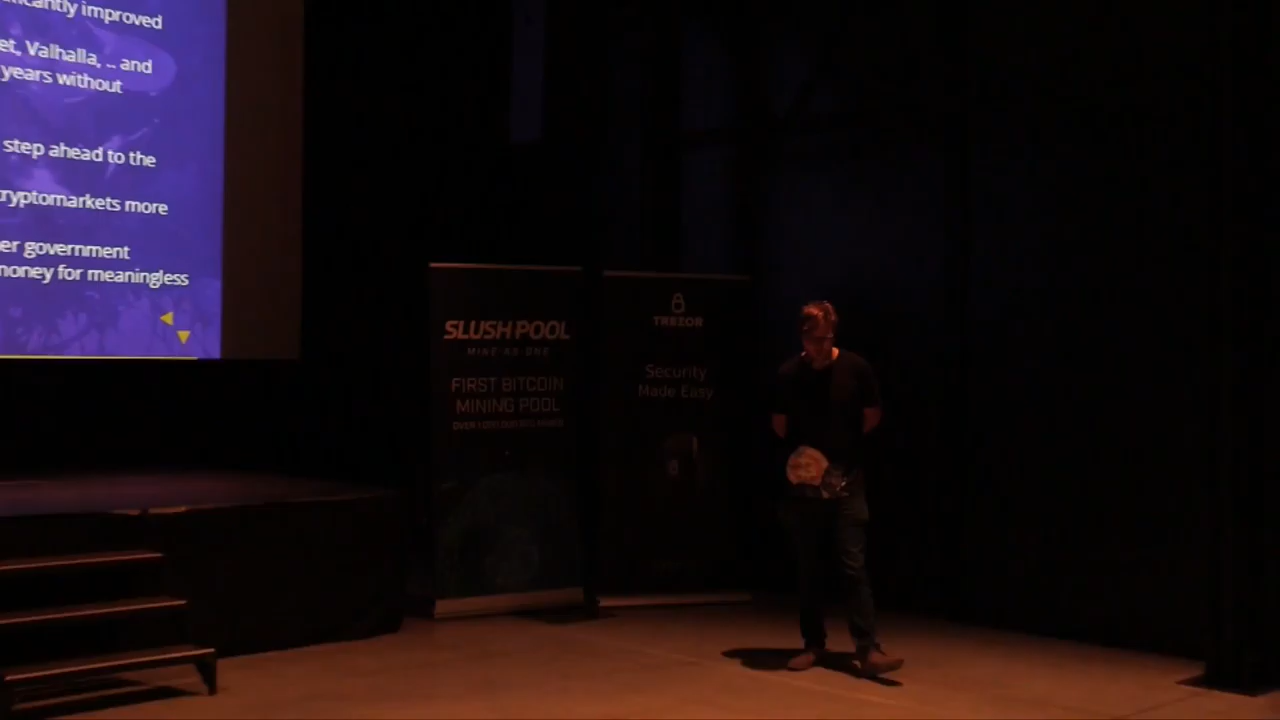 ficantly improved
et, Valhalla, .. and
years without
step ahead to the
ryptomarkets more
er government
money for meaningless
SLUSH POOL
MINE AS ONE
FIRST BITCOIN
MINING POOL
TREZOR
Security
Made Easy